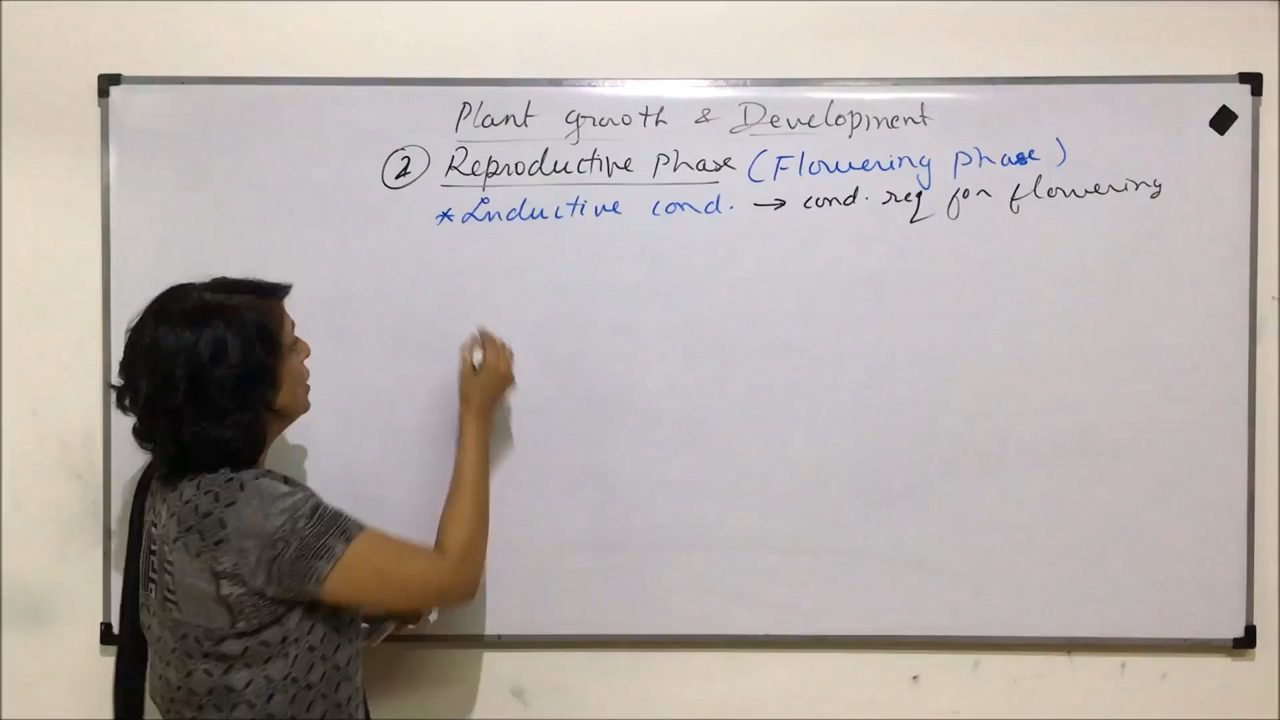 Plant growth & Development
② Reproductive phase (Flowering phase)
* Inductive cond. → cond. req for flowering